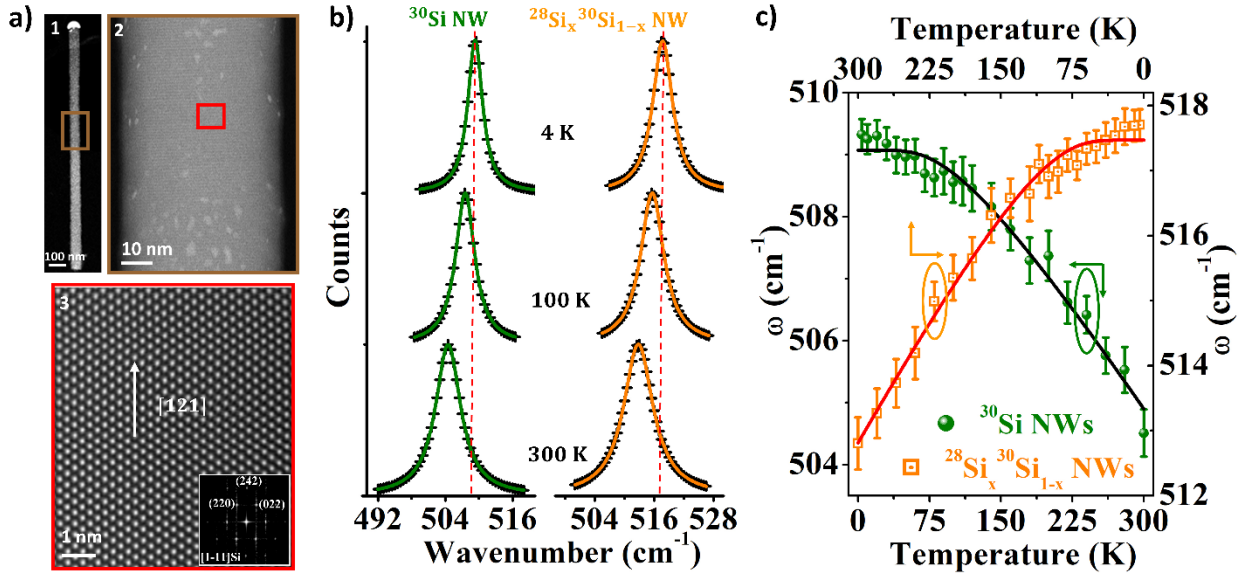 a)
1
100 nm
2
10 nm
3
[121]
1 nm
(242)
(220)
(022)
[1-11]Si
b)
³⁰Si NW
²⁸Siₓ³⁰Si₁₋ₓ NW
4 K
100 K
300 K
Counts
492 504 516 504 516 528
Wavenumber (cm⁻¹)
c)
Temperature (K)
300 225 150 75 0
510
508
506
504
ω (cm⁻¹)
518
516
514
512
ω (cm⁻¹)
³⁰Si NWs
²⁸Siₓ³⁰Si₁₋ₓ NWs
0 75 150 225 300
Temperature (K)